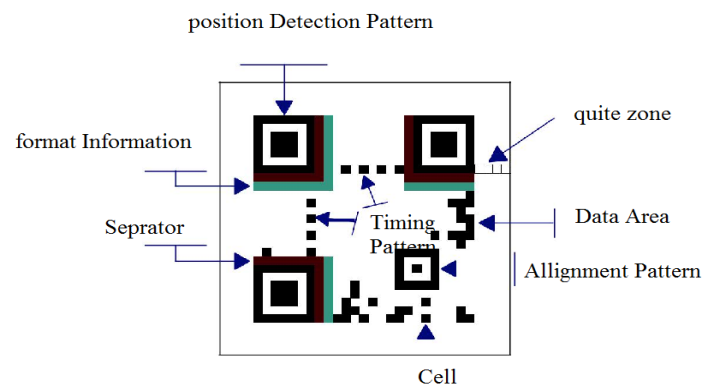 position Detection Pattern
quite zone
format Information
Seprator
Timing
Pattern
Data Area
Allignment Pattern
Cell